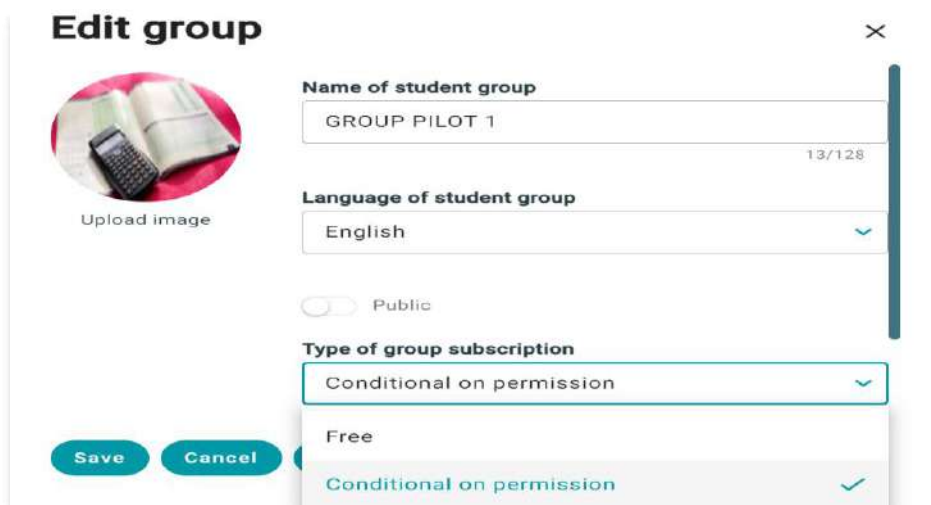 Edit group
Name of student group
GROUP PILOT 1
13/128
Upload image
Language of student group
English
Public
Type of group subscription
Conditional on permission
Free
Conditional on permission
Save
Cancel